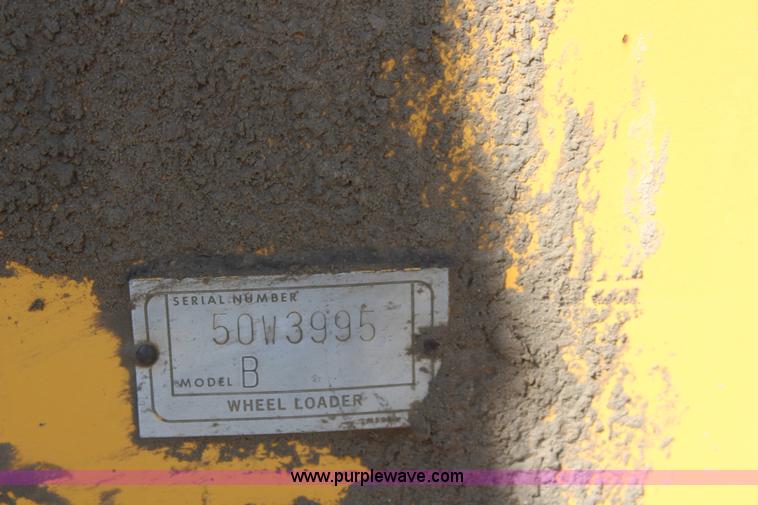 SERIAL NUMBER
50W3995
MODEL B
WHEEL LOADER
www.purplewave.com